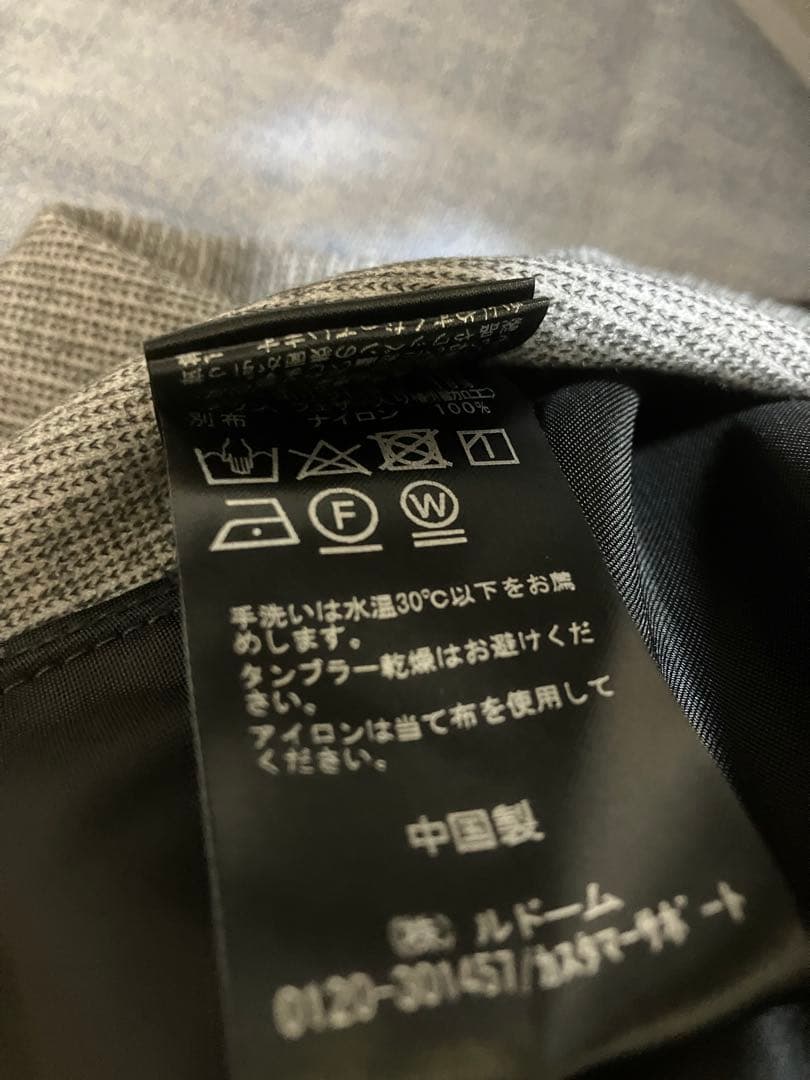 別布 ナイロン 100%
F W
手洗いは水温30℃以下をお薦
めします。
タンブラー乾燥はお避けくだ
さい。
アイロンは当て布を使用して
ください。
中国製
(株) ルドーム
0120-301457/カスタマーサポート